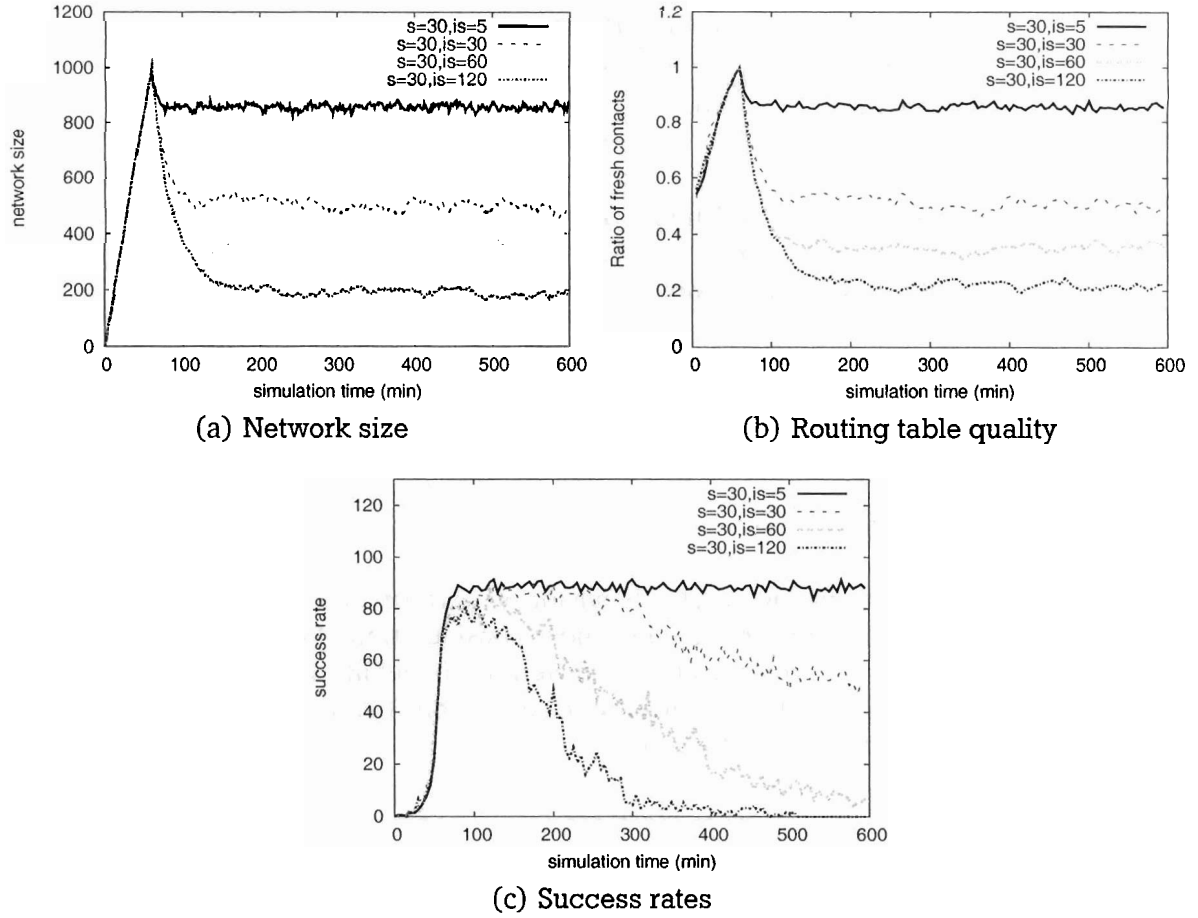 s=30,is=5
s=30,is=30
s=30,is=60
s=30,is=120
1000
800
600
400
200
0
network size
0 100 200 300 400 500 600
simulation time (min)
(a) Network size
s=30,is=5
s=30,is=30
s=30,is=60
s=30,is=120
1.2
1
0.8
0.6
0.4
0.2
0
Ratio of fresh contacts
0 100 200 300 400 500 600
simulation time (min)
(b) Routing table quality
s=30,is=5
s=30,is=30
s=30,is=60
s=30,is=120
120
100
80
60
40
20
0
success rate
0 100 200 300 400 500 600
simulation time (min)
(c) Success rates